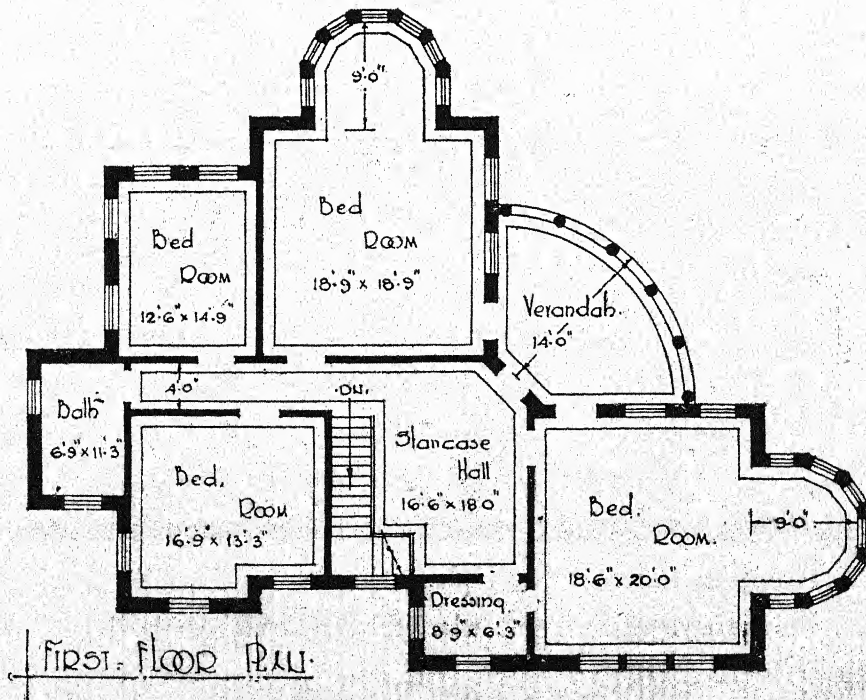 9'·0"
Bed
Room
18'·9" × 18'·9"
Bed
Room
12'·6" × 14'·9"
Verandah.
14'·0"
4'·0"
.DN.
Bath
6'·9" × 11'·3"
Staircase
Hall
16'·6" × 18'·0"
Bed.
Room
16'·9" × 13'·3"
Bed.
Room.
18'·6" × 20'·0"
9'·0"
Dressing
8'·9" × 6'·3"
First. Floor Plan.